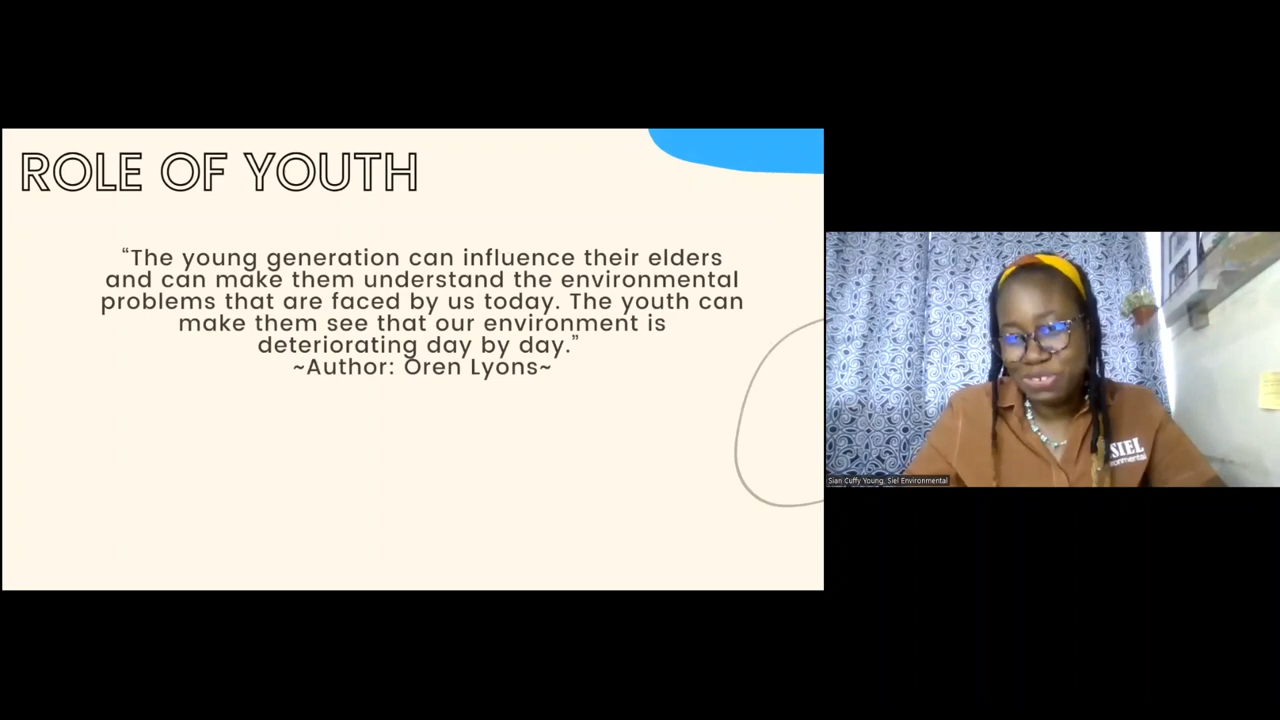 ROLE OF YOUTH
“The young generation can influence their elders
and can make them understand the environmental
problems that are faced by us today. The youth can
make them see that our environment is
deteriorating day by day.”
~Author: Oren Lyons~
SIEL
Sian Cuffy Young, Siel Environmental